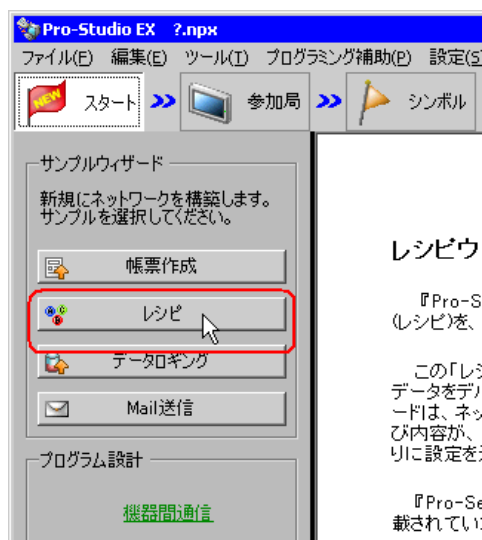 Pro-Studio EX ?.npx
ファイル(F) 編集(E) ツール(T) プログラミング補助(P) 設定(S
NEW スタート 参加局 シンボル
サンプルウィザード
新規にネットワークを構築します。
サンプルを選択してください。
帳票作成
レシピ
データロギング
Mail送信
プログラム設計
機器間通信
レシピウ
『Pro-S
(レシピ)を、
この「レシ
データをデバ
ードは、ネッ
び内容が、
りに設定を
『Pro-Se
載されてい